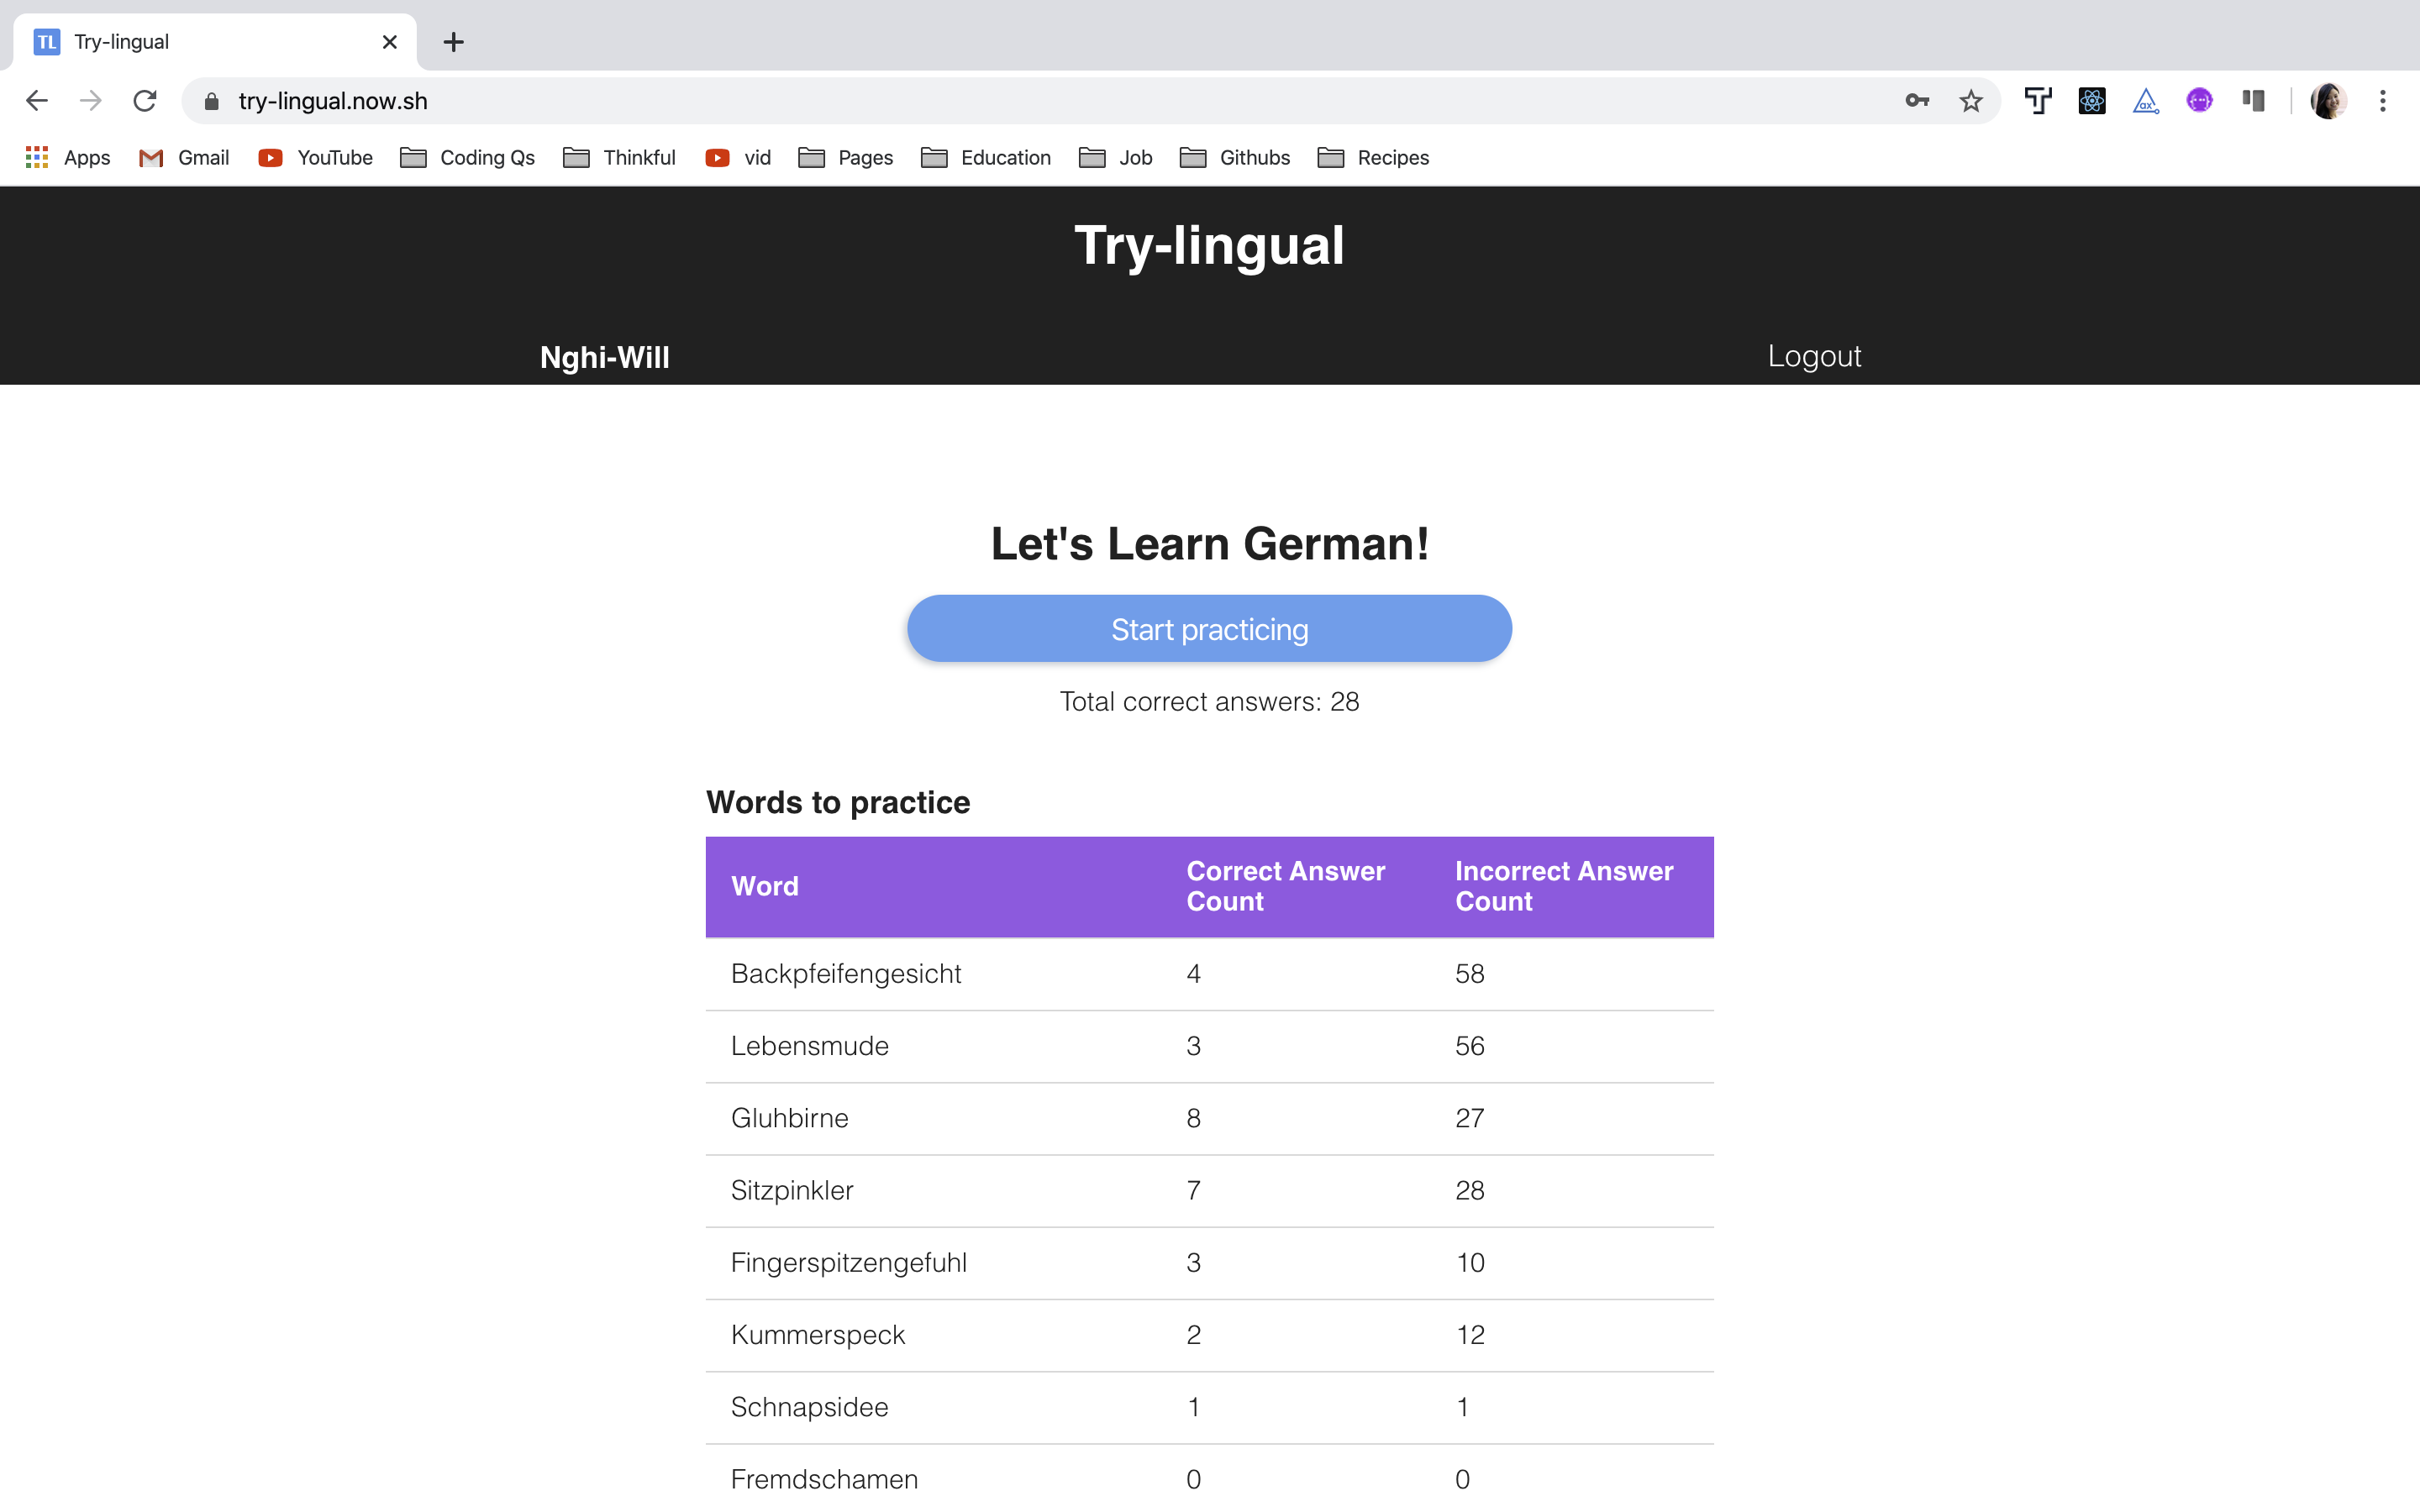 TL Try-lingual
try-lingual.now.sh
Apps Gmail YouTube Coding Qs Thinkful vid Pages Education Job Githubs Recipes
Try-lingual
Nghi-Will Logout
Let's Learn German!
Start practicing
Total correct answers: 28
Words to practice
Word Correct Answer Count Incorrect Answer Count
Backpfeifengesicht 4 58
Lebensmude 3 56
Gluhbirne 8 27
Sitzpinkler 7 28
Fingerspitzengefuhl 3 10
Kummerspeck 2 12
Schnapsidee 1 1
Fremdschamen 0 0